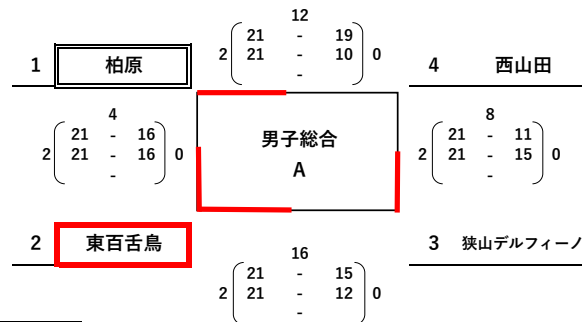 12
21 - 19
2 21 - 10 0
-
1 柏原
4 西山田
4
21 - 16
2 21 - 16 0
-
男子総合
A
8
21 - 11
2 21 - 15 0
-
2 東百舌鳥
3 狭山デルフィーノ
16
21 - 15
2 21 - 12 0
-